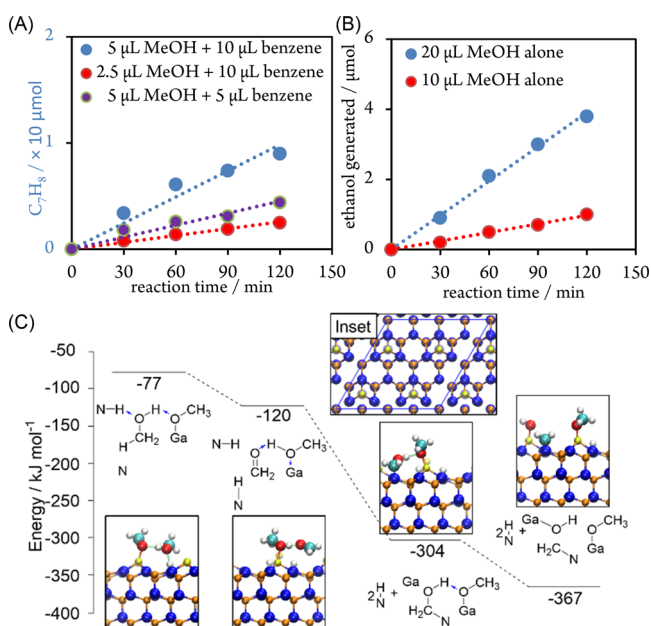 (A)
5 μL MeOH + 10 μL benzene
2.5 μL MeOH + 10 μL benzene
5 μL MeOH + 5 μL benzene
C₇H₈ / × 10 μmol
2
1
0
0 30 60 90 120 150
reaction time / min
(B)
20 μL MeOH alone
10 μL MeOH alone
ethanol generated / μmol
8
4
0
0 30 60 90 120 150
reaction time / min
(C)
Energy / kJ mol⁻¹
-50
-100
-150
-200
-250
-300
-350
-400
Inset
-77
N H O H O CH₃
H CH₂ Ga
N
-120
N H O H O CH₃
CH₂ Ga
H
N
-304
2 H N + Ga O H O CH₃
H₂C N Ga
-367
2 H N + Ga O H O CH₃
H₂C N Ga